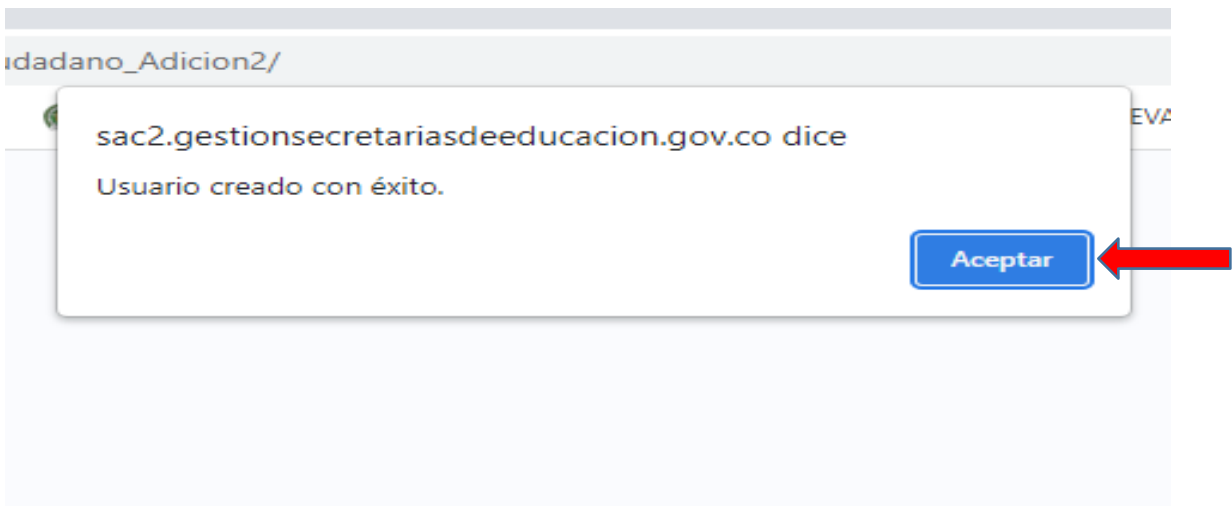 udadano_Adicion2/
EVA
sac2.gestionsecretariasdeeducacion.gov.co dice
Usuario creado con éxito.
Aceptar